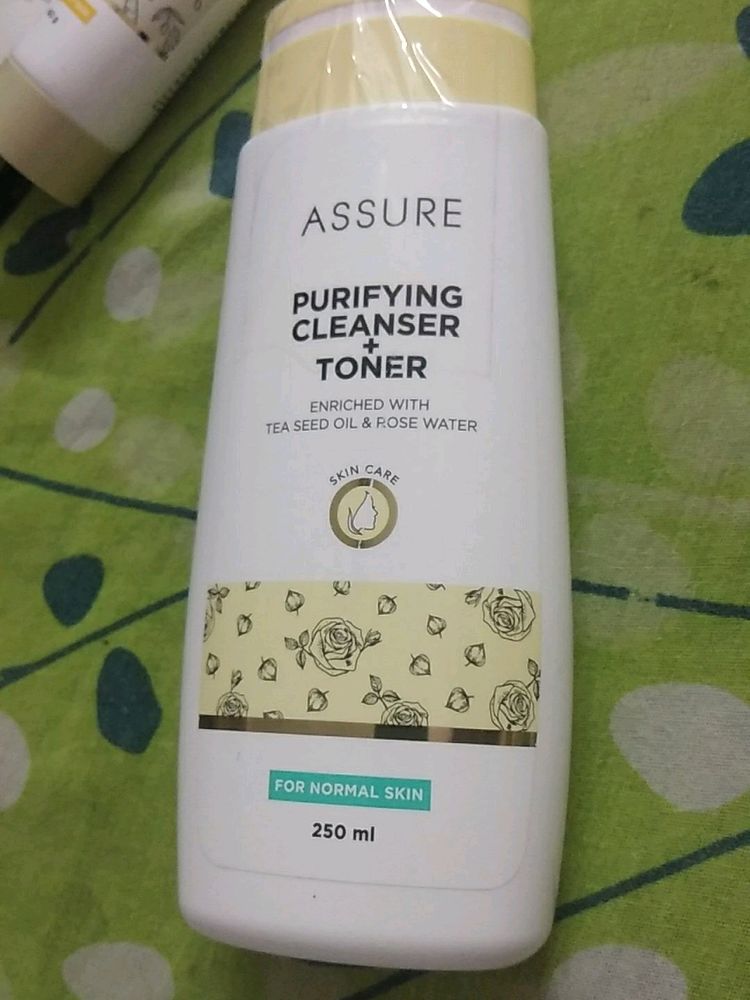 ASSURE
PURIFYING
CLEANSER
+
TONER
ENRICHED WITH
TEA SEED OIL & ROSE WATER
SKIN CARE
FOR NORMAL SKIN
250 ml